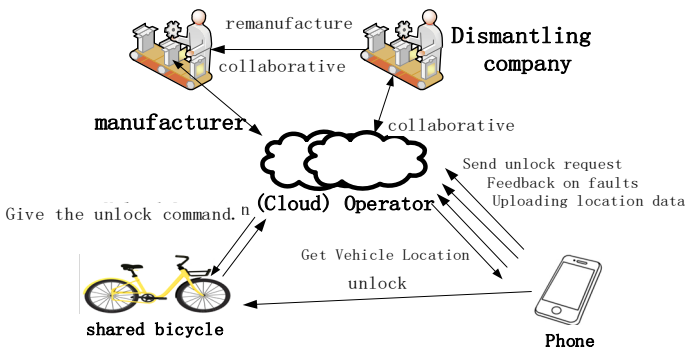 remanufacture
collaborative
Dismantling
company
manufacturer
collaborative
Send unlock request
Feedback on faults
Uploading location data
(Cloud) Operator
Give the unlock command.
Get Vehicle Location
unlock
shared bicycle
Phone